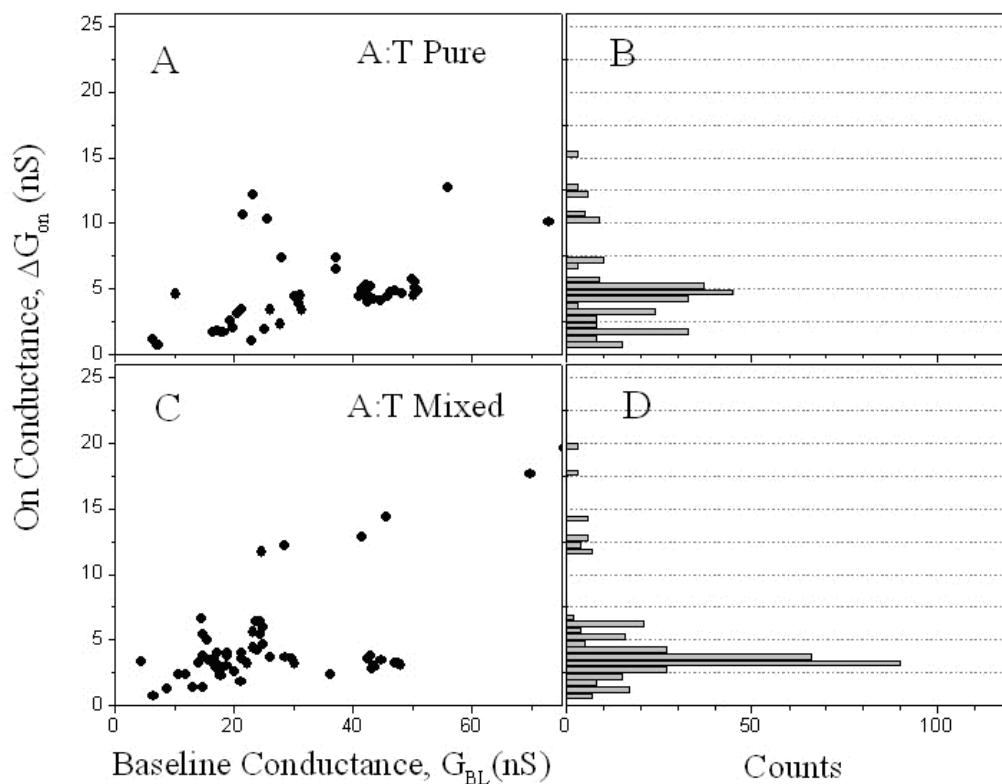 A
A:T Pure
B
25
20
15
10
5
0
C
A:T Mixed
D
25
20
15
10
5
0
On Conductance, ΔG_on (nS)
0 20 40 60
0 50 100
Baseline Conductance, G_BL(nS)
Counts